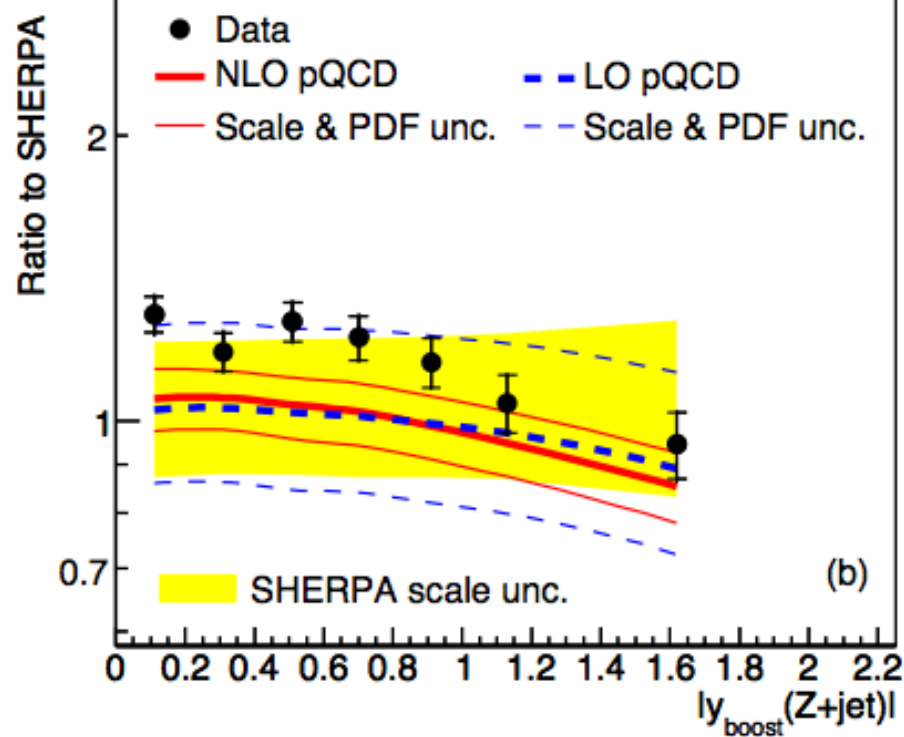 Ratio to SHERPA
Data
NLO pQCD
LO pQCD
Scale & PDF unc.
Scale & PDF unc.
2
1
0.7
SHERPA scale unc.
(b)
0 0.2 0.4 0.6 0.8 1 1.2 1.4 1.6 1.8 2 2.2
|y_boost(Z+jet)|